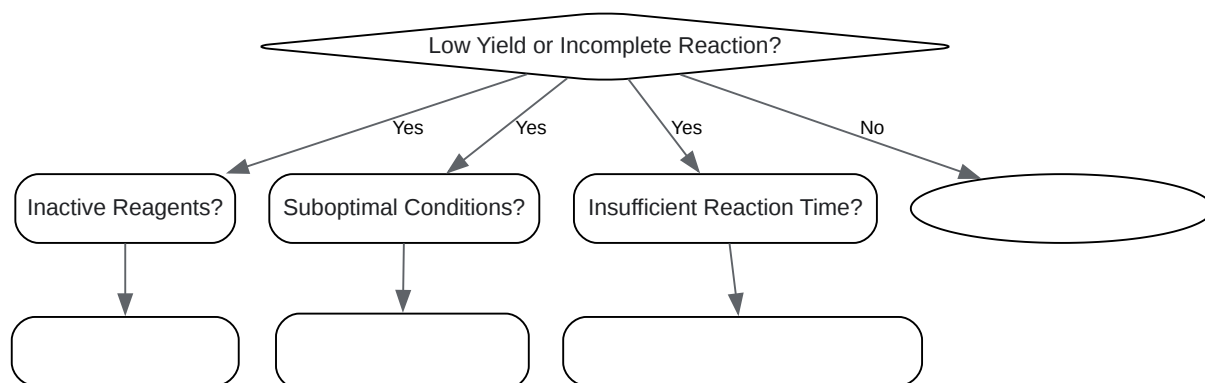 Low Yield or Incomplete Reaction?
Yes
Yes
Yes
No
Inactive Reagents?
Suboptimal Conditions?
Insufficient Reaction Time?